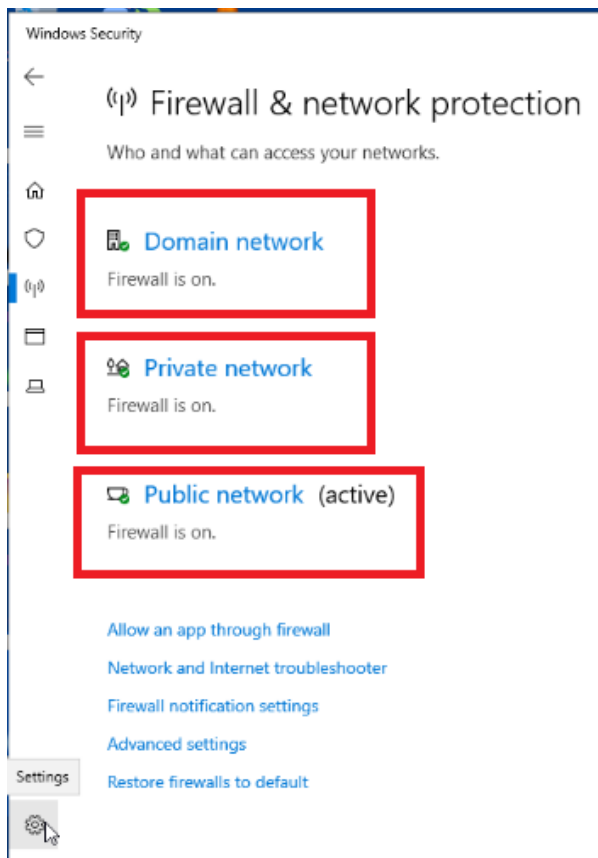 Windows Security
Firewall & network protection
Who and what can access your networks.
Domain network
Firewall is on.
Private network
Firewall is on.
Public network (active)
Firewall is on.
Allow an app through firewall
Network and Internet troubleshooter
Firewall notification settings
Advanced settings
Restore firewalls to default
Settings